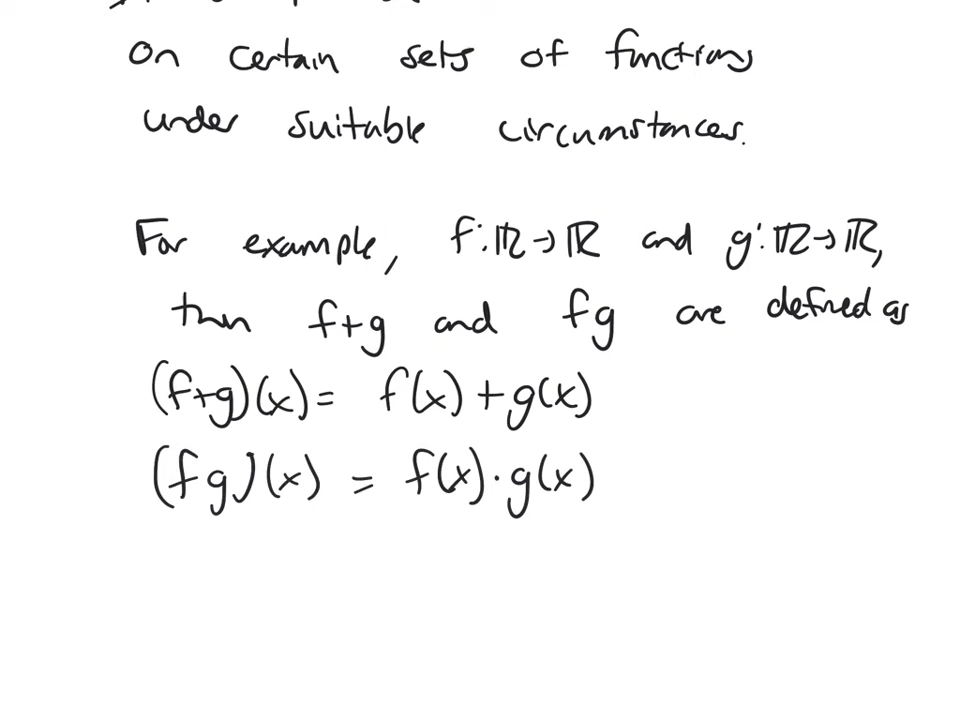 on certain sets of functions
under suitable circumstances.
For example, f:ℝ→ℝ and g:ℝ→ℝ,
then f+g and fg are defined as
(f+g)(x) = f(x) + g(x)
(fg)(x) = f(x)·g(x)